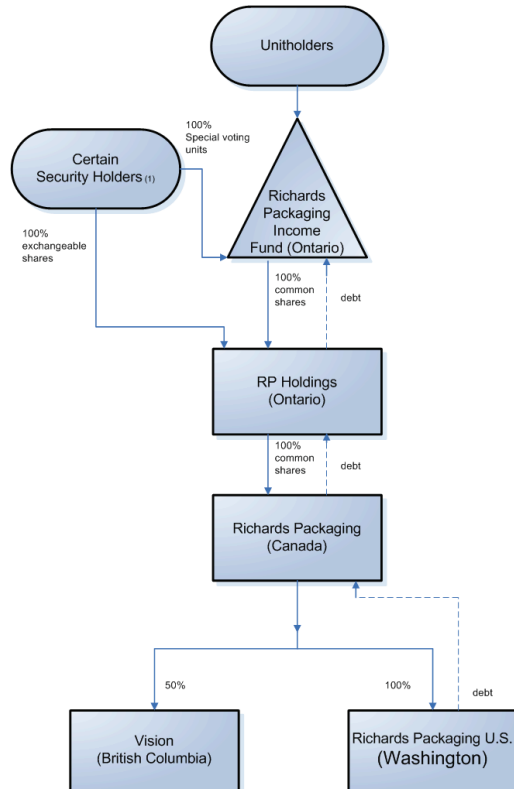 Unitholders
100%
Special voting
units
Certain
Security Holders (1)
Richards
Packaging
Income
Fund (Ontario)
100%
exchangeable
shares
100%
common
shares
debt
RP Holdings
(Ontario)
100%
common
shares
debt
Richards Packaging
(Canada)
50%
100%
debt
Vision
(British Columbia)
Richards Packaging U.S.
(Washington)